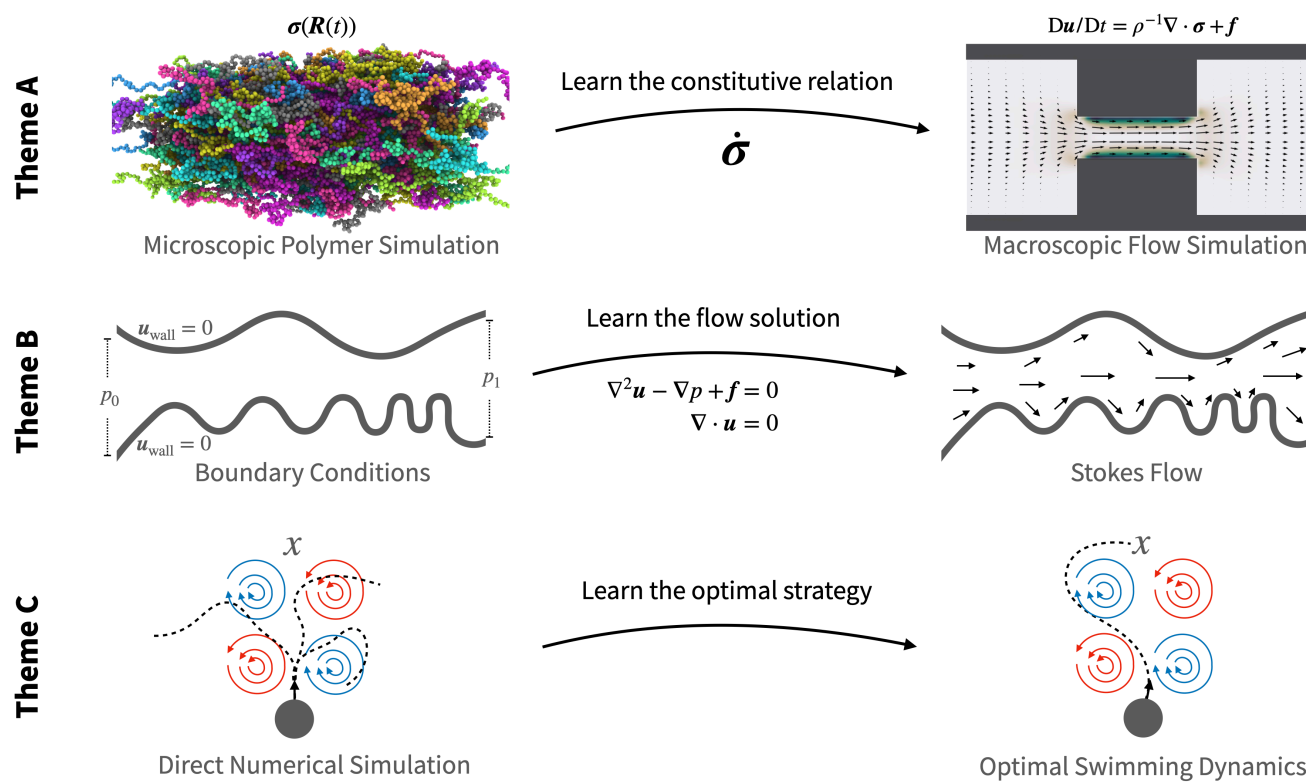 Theme A
σ(R(t))
Microscopic Polymer Simulation
Learn the constitutive relation
σ̇
Du/Dt = ρ⁻¹∇ · σ + f
Macroscopic Flow Simulation
Theme B
u_wall = 0
p₀
p₁
u_wall = 0
Boundary Conditions
Learn the flow solution
∇²u − ∇p + f = 0
∇ · u = 0
Stokes Flow
Theme C
x
Direct Numerical Simulation
Learn the optimal strategy
x
Optimal Swimming Dynamics